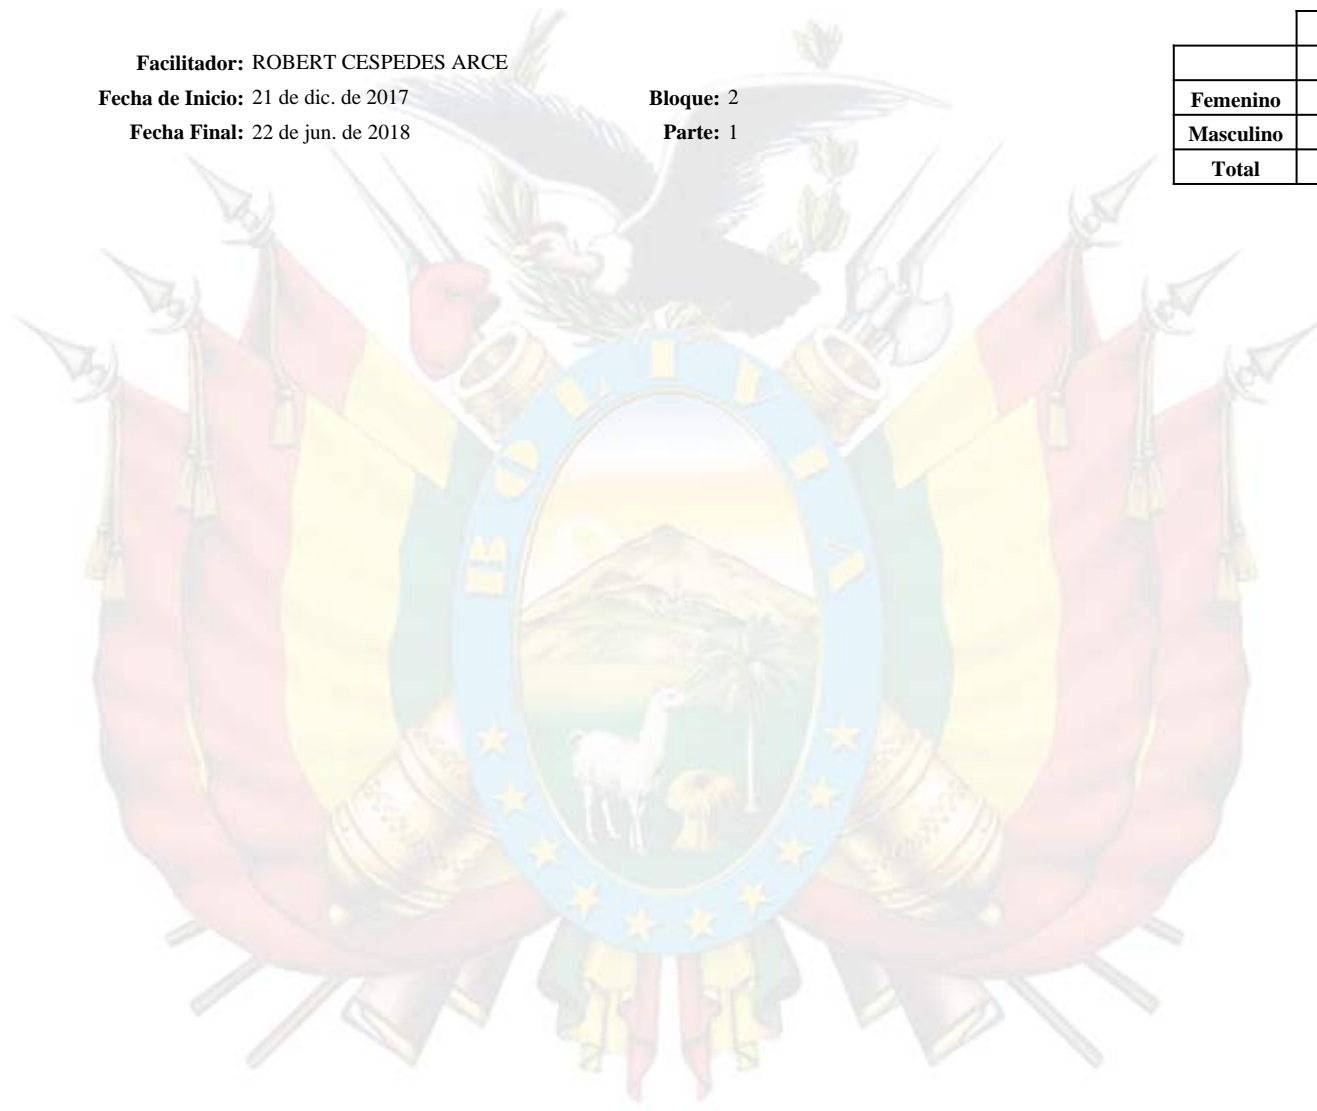 Facilitador: ROBERT CESPEDES ARCE
Fecha de Inicio: 21 de dic. de 2017 Bloque: 2
Fecha Final: 22 de jun. de 2018 Parte: 1
Femenino
Masculino
Total
BOLIVIA